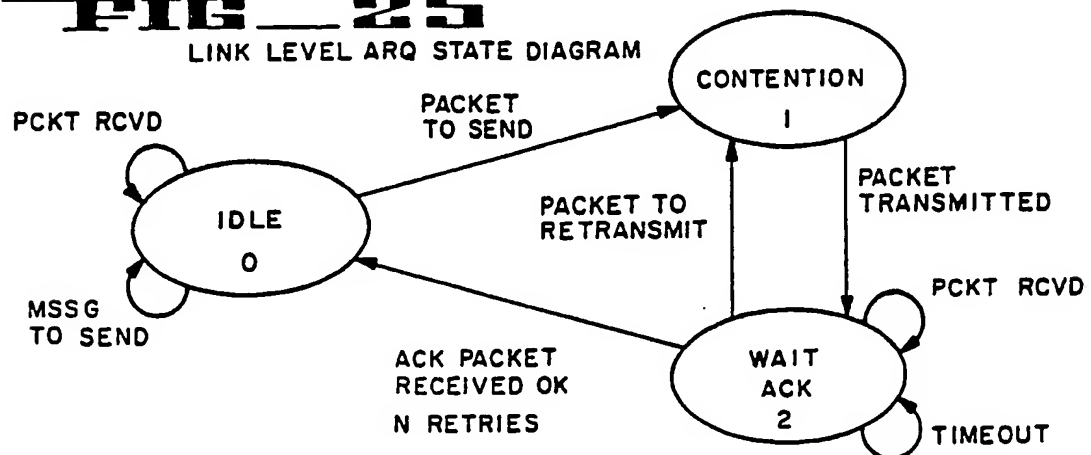 FIG__25
LINK LEVEL ARQ STATE DIAGRAM
CONTENTION
1
PCKT RCVD
PACKET
TO SEND
IDLE
0
PACKET TO
RETRANSMIT
PACKET
TRANSMITTED
MSSG
TO SEND
PCKT RCVD
ACK PACKET
RECEIVED OK
N RETRIES
WAIT
ACK
2
TIMEOUT